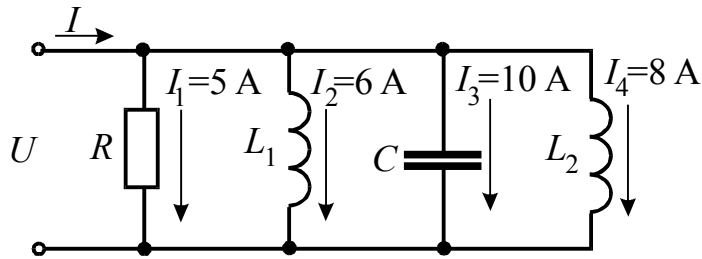 I
I₁=5 A
I₂=6 A
I₃=10 A
I₄=8 A
U
R
L₁
C
L₂